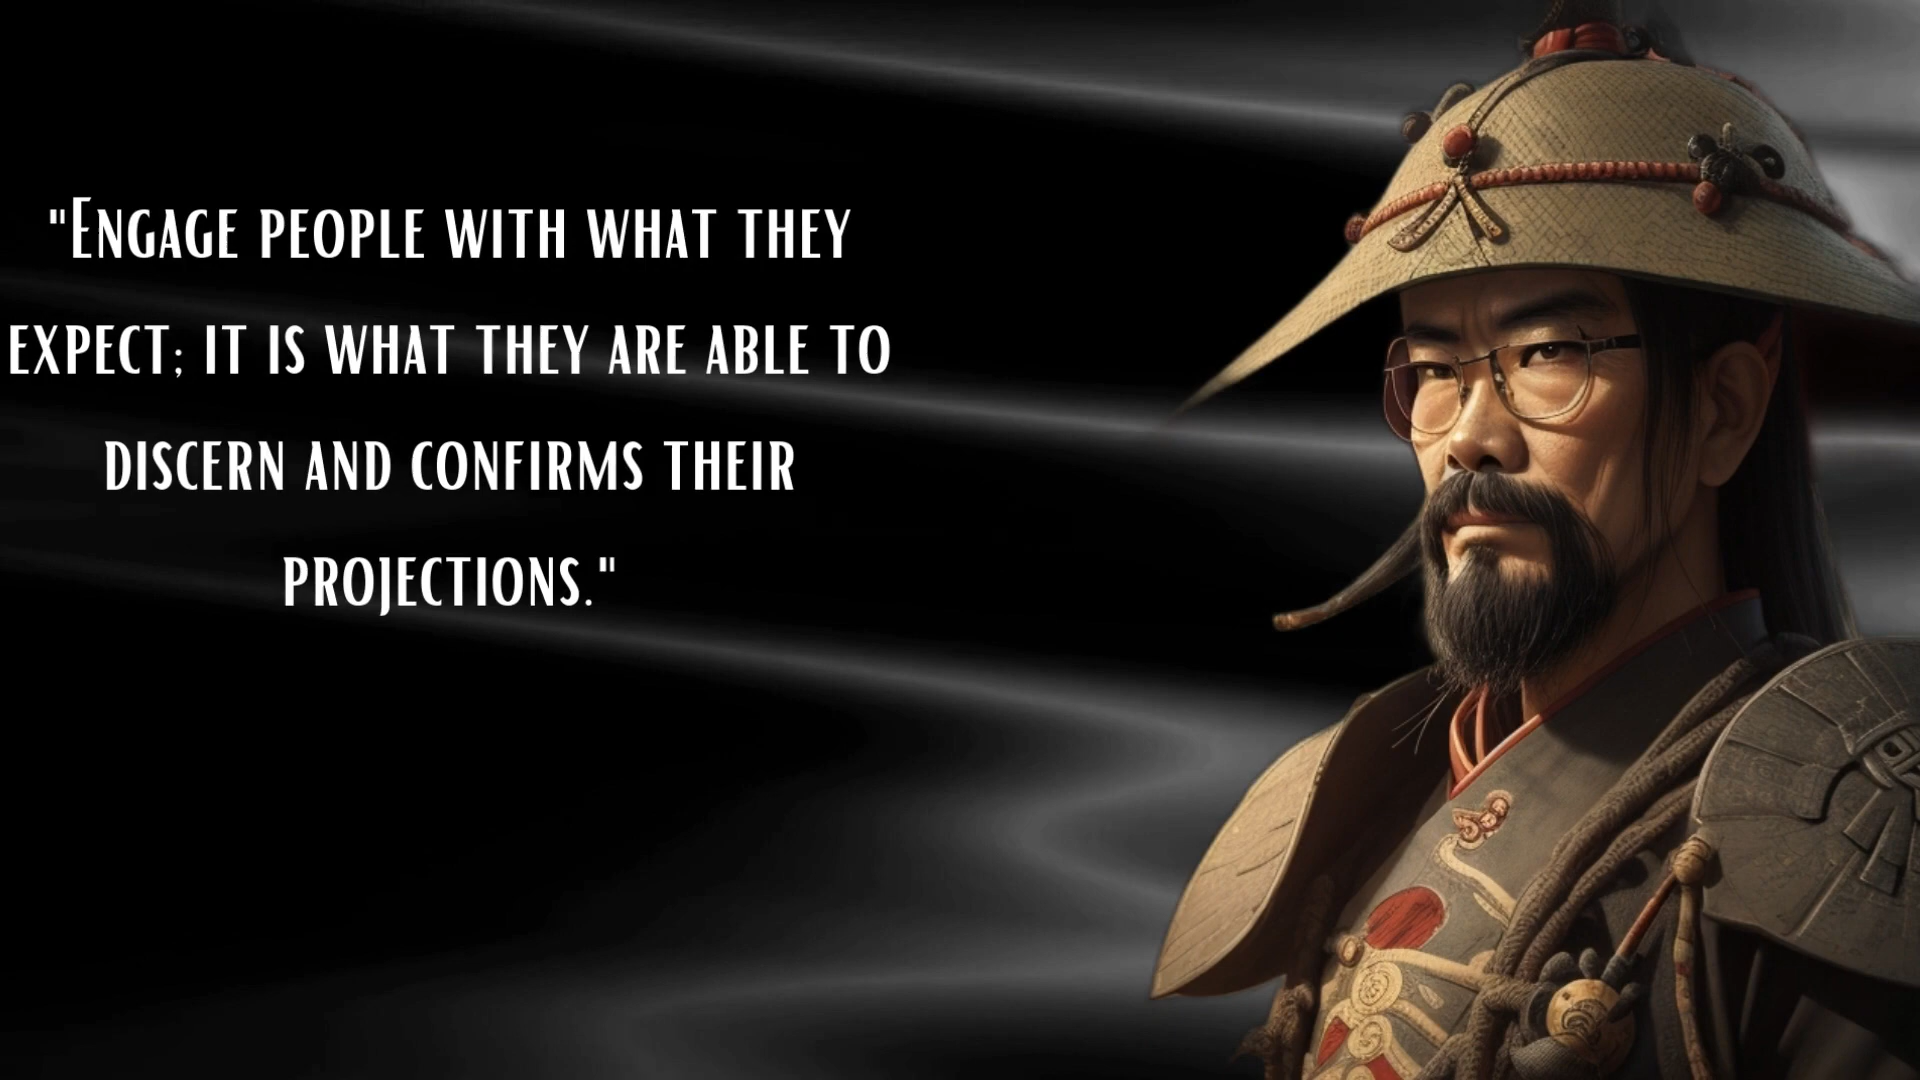 "Engage people with what they
expect; it is what they are able to
discern and confirms their
projections."